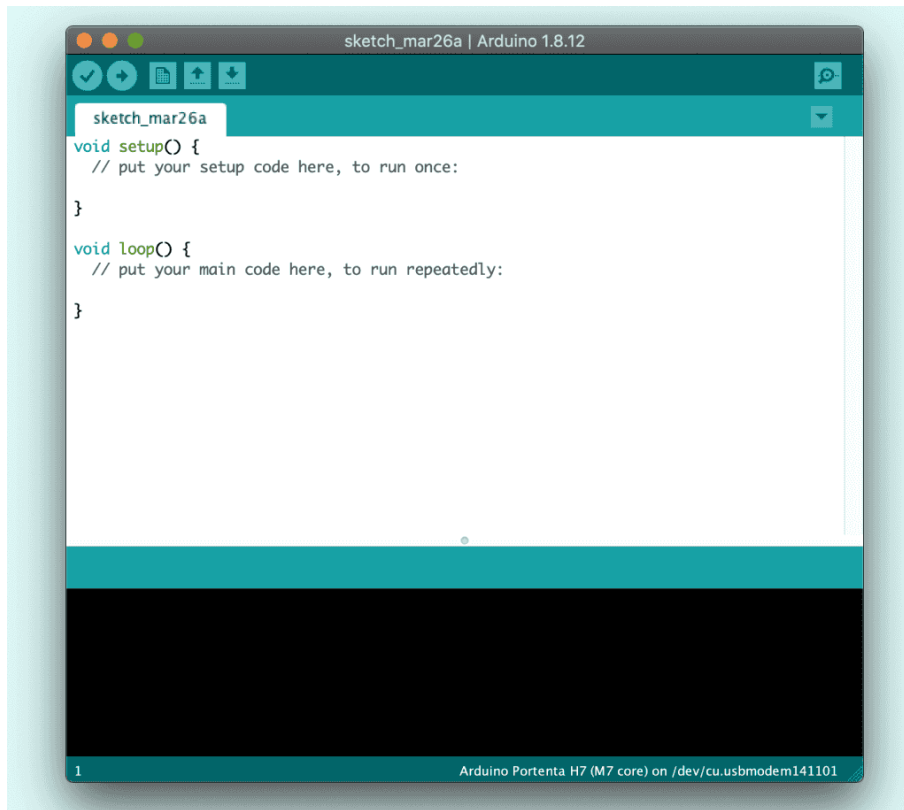 sketch_mar26a | Arduino 1.8.12
sketch_mar26a
void setup() {
  // put your setup code here, to run once:
}
void loop() {
  // put your main code here, to run repeatedly:
}
1
Arduino Portenta H7 (M7 core) on /dev/cu.usbmodem141101